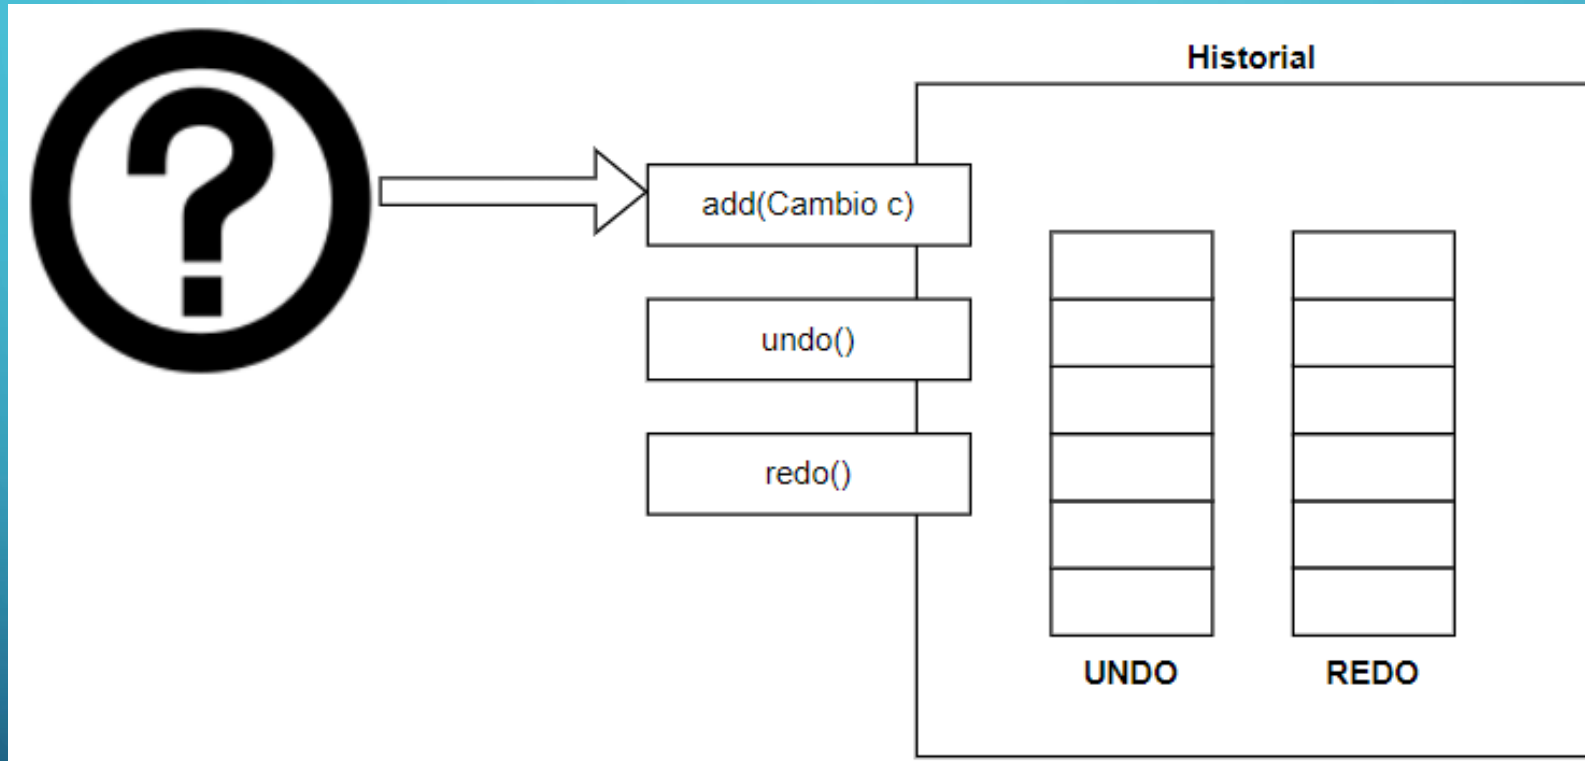 Historial
add(Cambio c)
undo()
redo()
UNDO
REDO